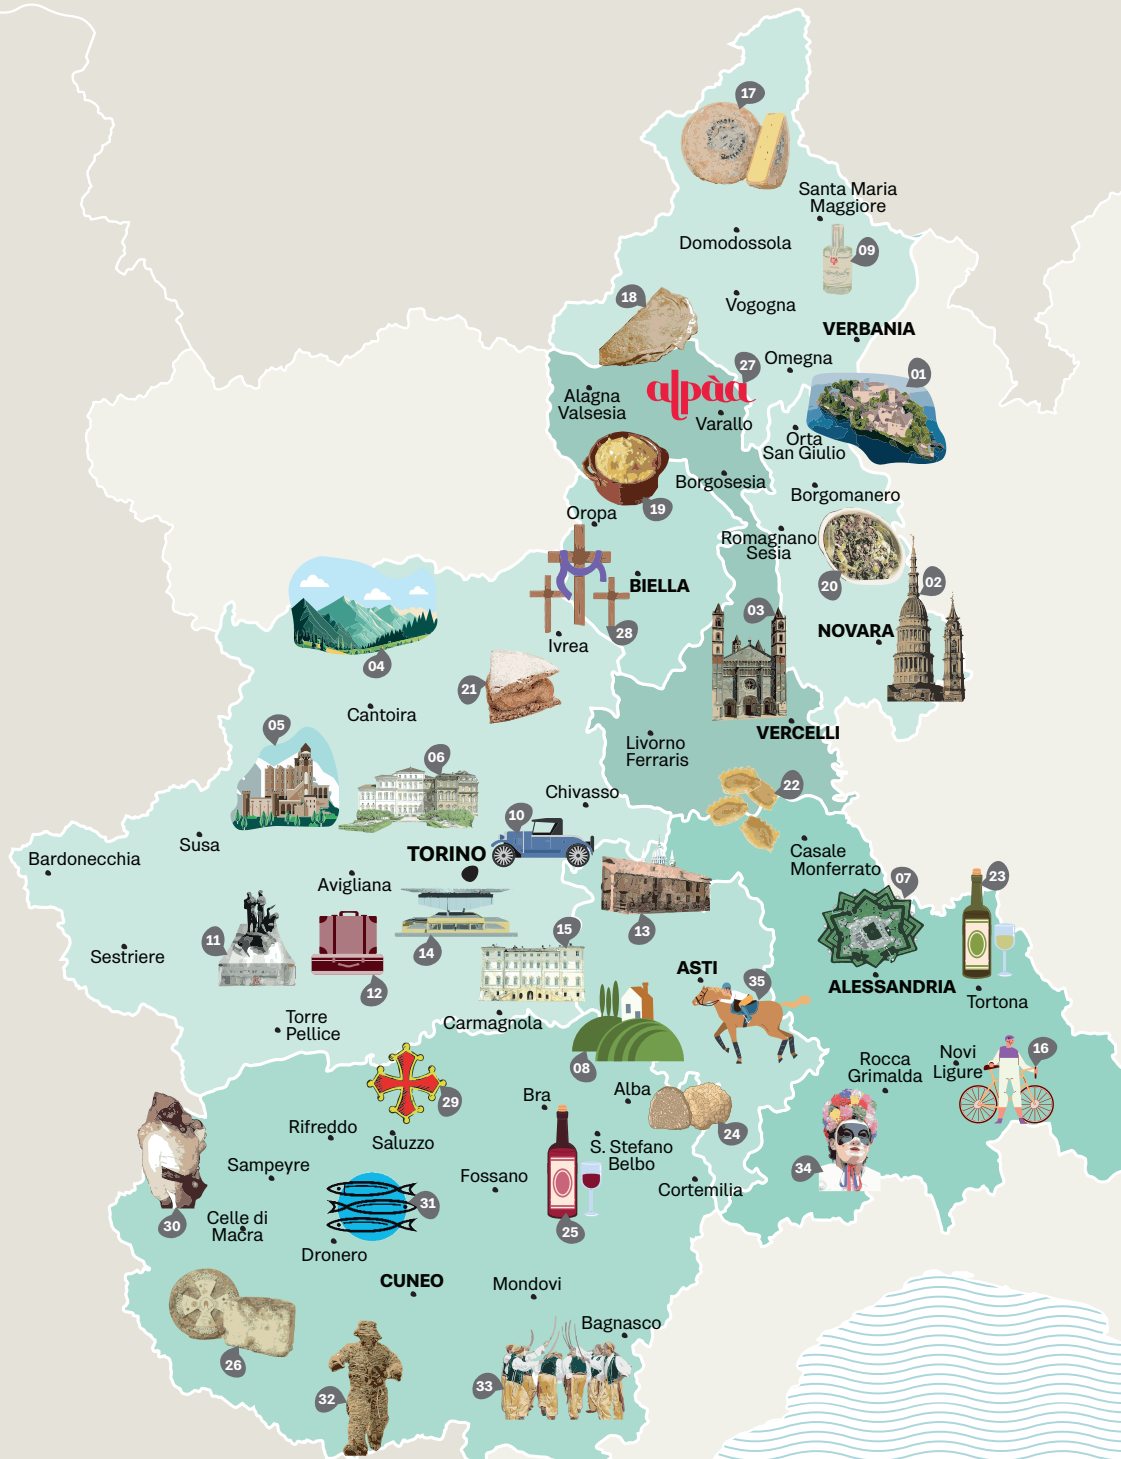 17
Santa Maria
Maggiore
Domodossola
09
18
Vogogna
VERBANIA
27
Omegna
01
Alagna
Valsesia
alpàa
Varallo
Orta
San Giulio
Borgosesia
Borgomanero
19
Oropa
Romagnano
Sesia
20
02
BIELLA
03
28
NOVARA
Ivrea
04
21
Cantoira
05
06
VERCELLI
Livorno
Ferraris
22
Chivasso
10
Susa
TORINO
Bardonecchia
Casale
Monferrato
Avigliana
07
23
11
15
13
14
Sestriere
ASTI
35
12
ALESSANDRIA
Tortona
Torre
Pellice
Carmagnola
08
Novi
Ligure
16
Rocca
Grimalda
29
Bra
Alba
Rifreddo
Saluzzo
24
S. Stefano
Belbo
Sampeyre
Fossano
34
Cortemilia
31
30
Celle di
Macra
25
Dronero
CUNEO
Mondovi
Bagnasco
26
33
32